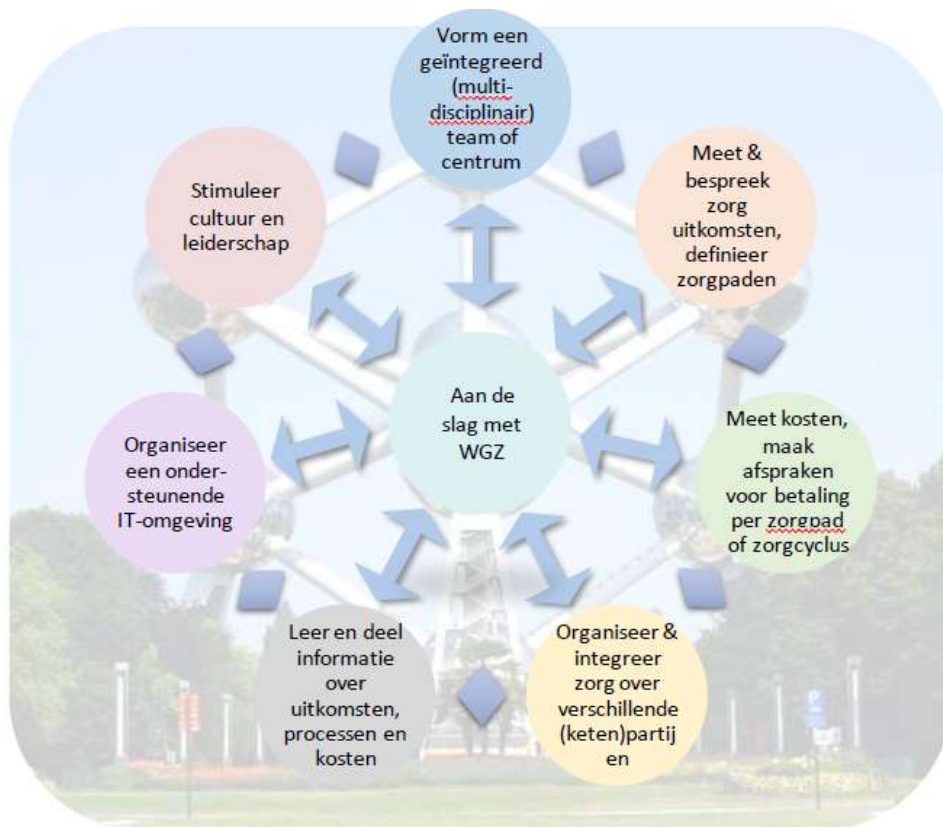 Vorm een
geïntegreerd
(multi-
disciplinair)
team of
centrum
Meet &
bespreek
zorg
uitkomsten,
definieer
zorgpaden
Meet kosten,
maak
afspraken
voor betaling
per zorgpad
of zorgcyclus
Organiseer &
integreer
zorg over
verschillende
(keten)partij
en
Leer en deel
informatie
over
uitkomsten,
processen en
kosten
Organiseer
een onder-
steunende
IT-omgeving
Stimuleer
cultuur en
leiderschap
Aan de
slag met
WGZ